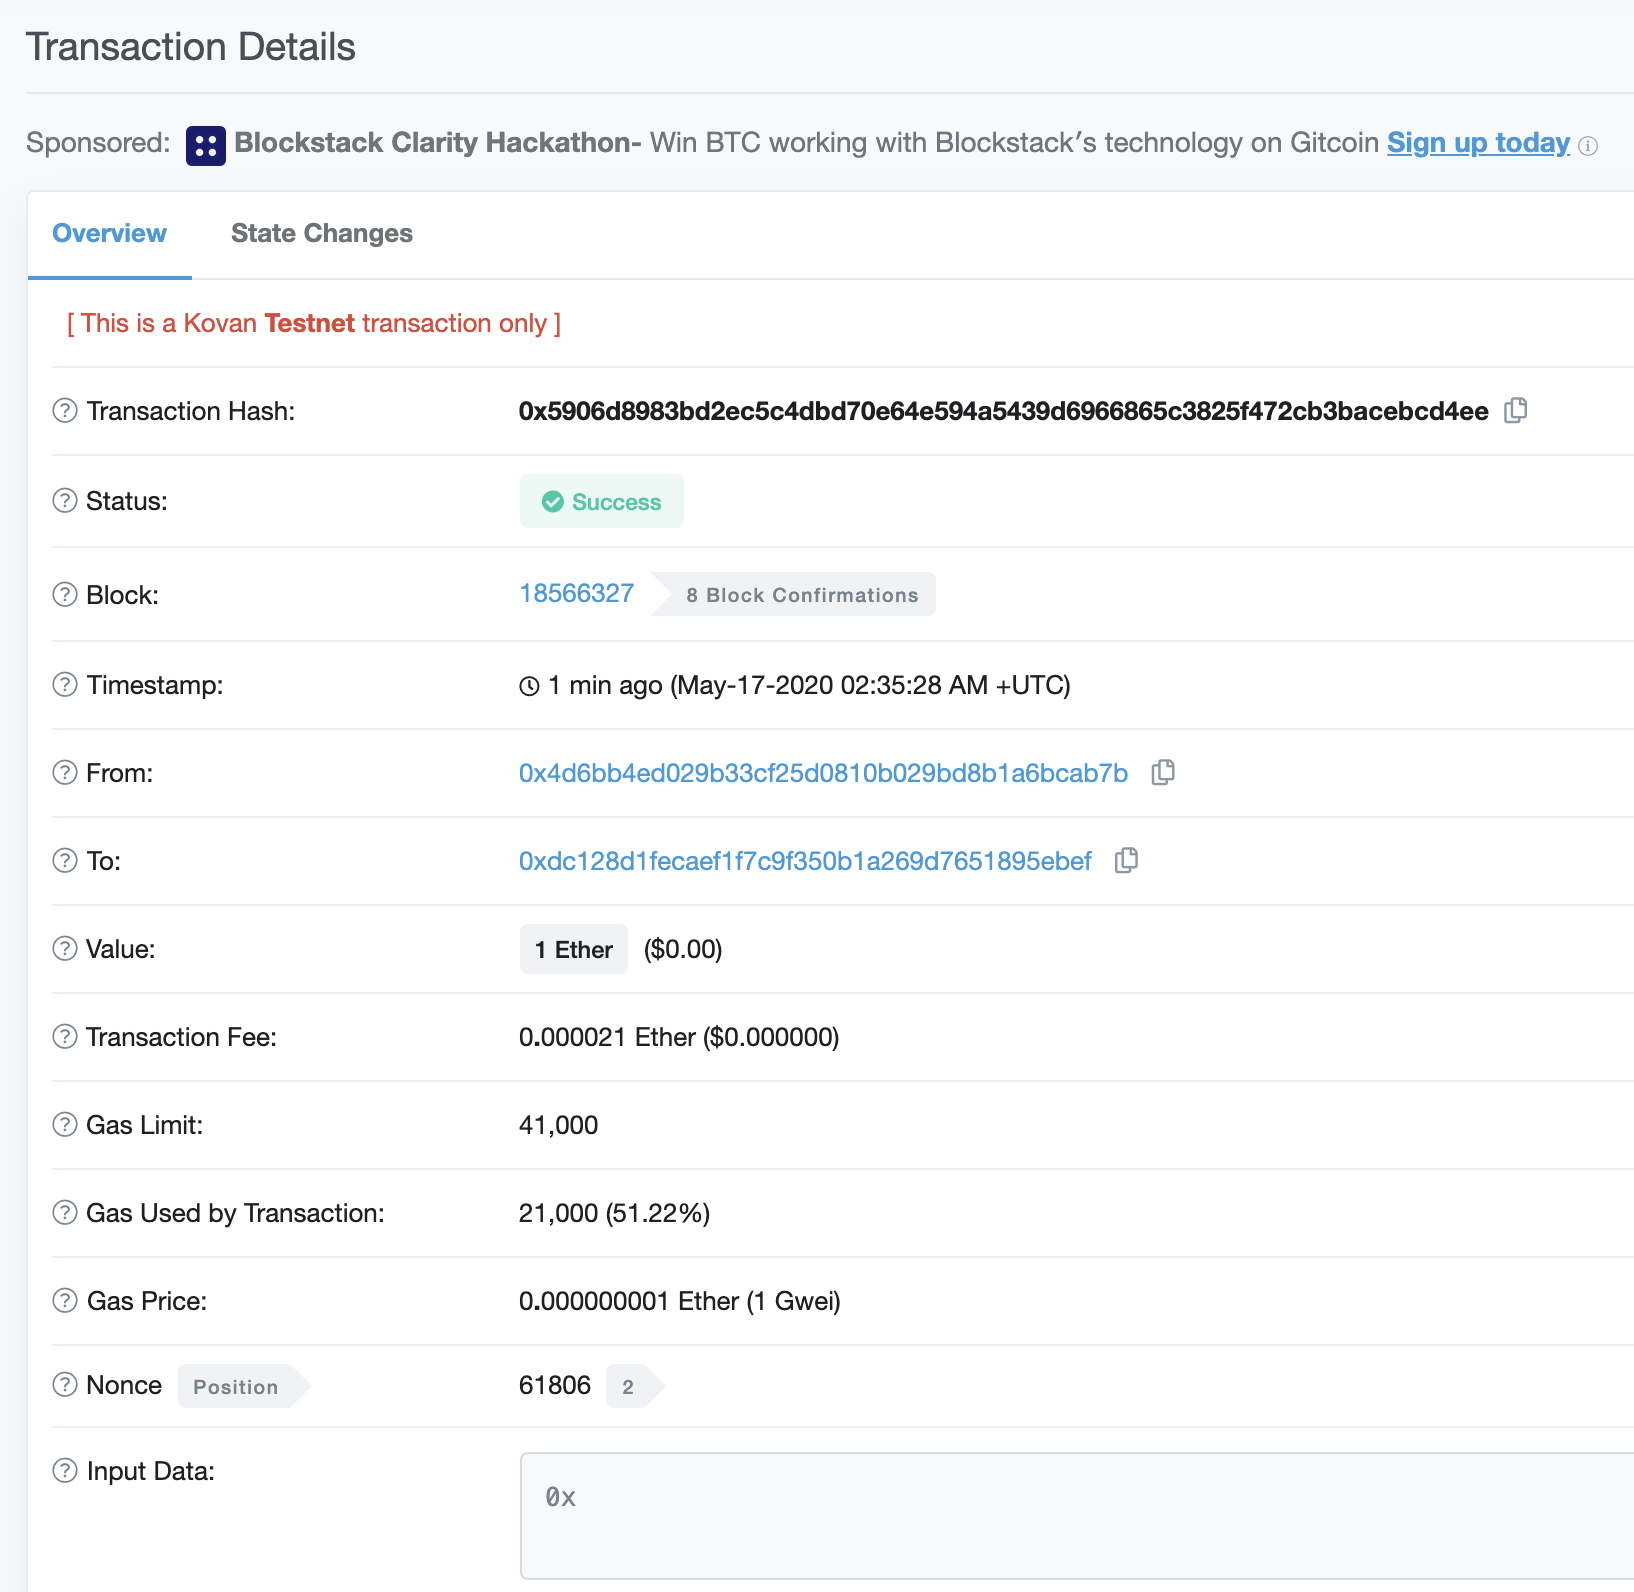 Transaction Details
Sponsored: Blockstack Clarity Hackathon- Win BTC working with Blockstack's technology on Gitcoin Sign up today
Overview State Changes
[ This is a Kovan Testnet transaction only ]
Transaction Hash: 0x5906d8983bd2ec5c4dbd70e64e594a5439d6966865c3825f472cb3bacebcd4ee
Status: Success
Block: 18566327 8 Block Confirmations
Timestamp: 1 min ago (May-17-2020 02:35:28 AM +UTC)
From: 0x4d6bb4ed029b33cf25d0810b029bd8b1a6bcab7b
To: 0xdc128d1fecaef1f7c9f350b1a269d7651895ebef
Value: 1 Ether ($0.00)
Transaction Fee: 0.000021 Ether ($0.000000)
Gas Limit: 41,000
Gas Used by Transaction: 21,000 (51.22%)
Gas Price: 0.000000001 Ether (1 Gwei)
Nonce Position 61806 2
Input Data: 0x